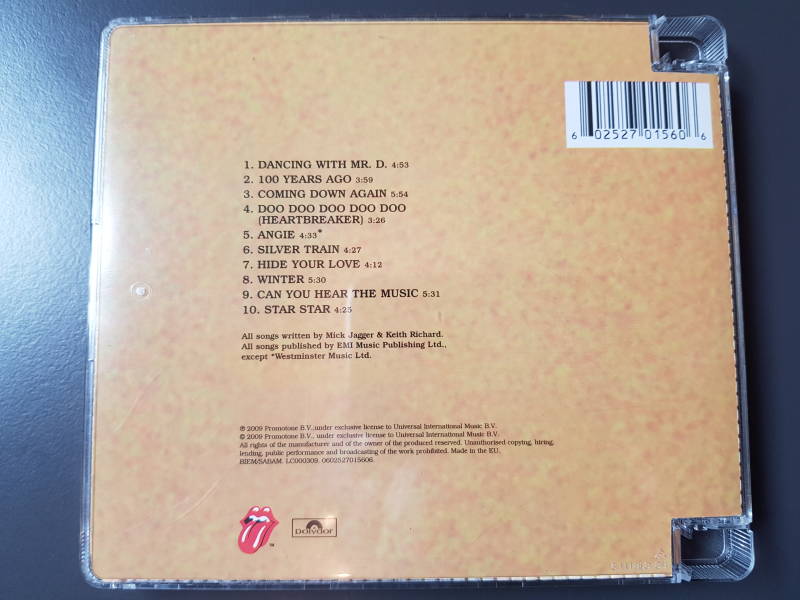 6 02527 01560 6
1. DANCING WITH MR. D. 4:53
2. 100 YEARS AGO 3:59
3. COMING DOWN AGAIN 5:54
4. DOO DOO DOO DOO DOO
(HEARTBREAKER) 3:26
5. ANGIE 4:33*
6. SILVER TRAIN 4:27
7. HIDE YOUR LOVE 4:12
8. WINTER 5:30
9. CAN YOU HEAR THE MUSIC 5:31
10. STAR STAR 4:25
All songs written by Mick Jagger & Keith Richard.
All songs published by EMI Music Publishing Ltd.,
except *Westminster Music Ltd.
℗ 2009 Promotone B.V.,under exclusive license to Universal International Music B.V.
© 2009 Promotone B.V., under exclusive license to Universal International Music B.V.
All rights of the manufacturer and of the owner of the produced reserved. Unauthorised copying, hiring,
lending, public performance and broadcasting of the work prohibited. Made in the EU.
BIEM/SABAM. LC000309. 0602527015606.
TM
Polydor